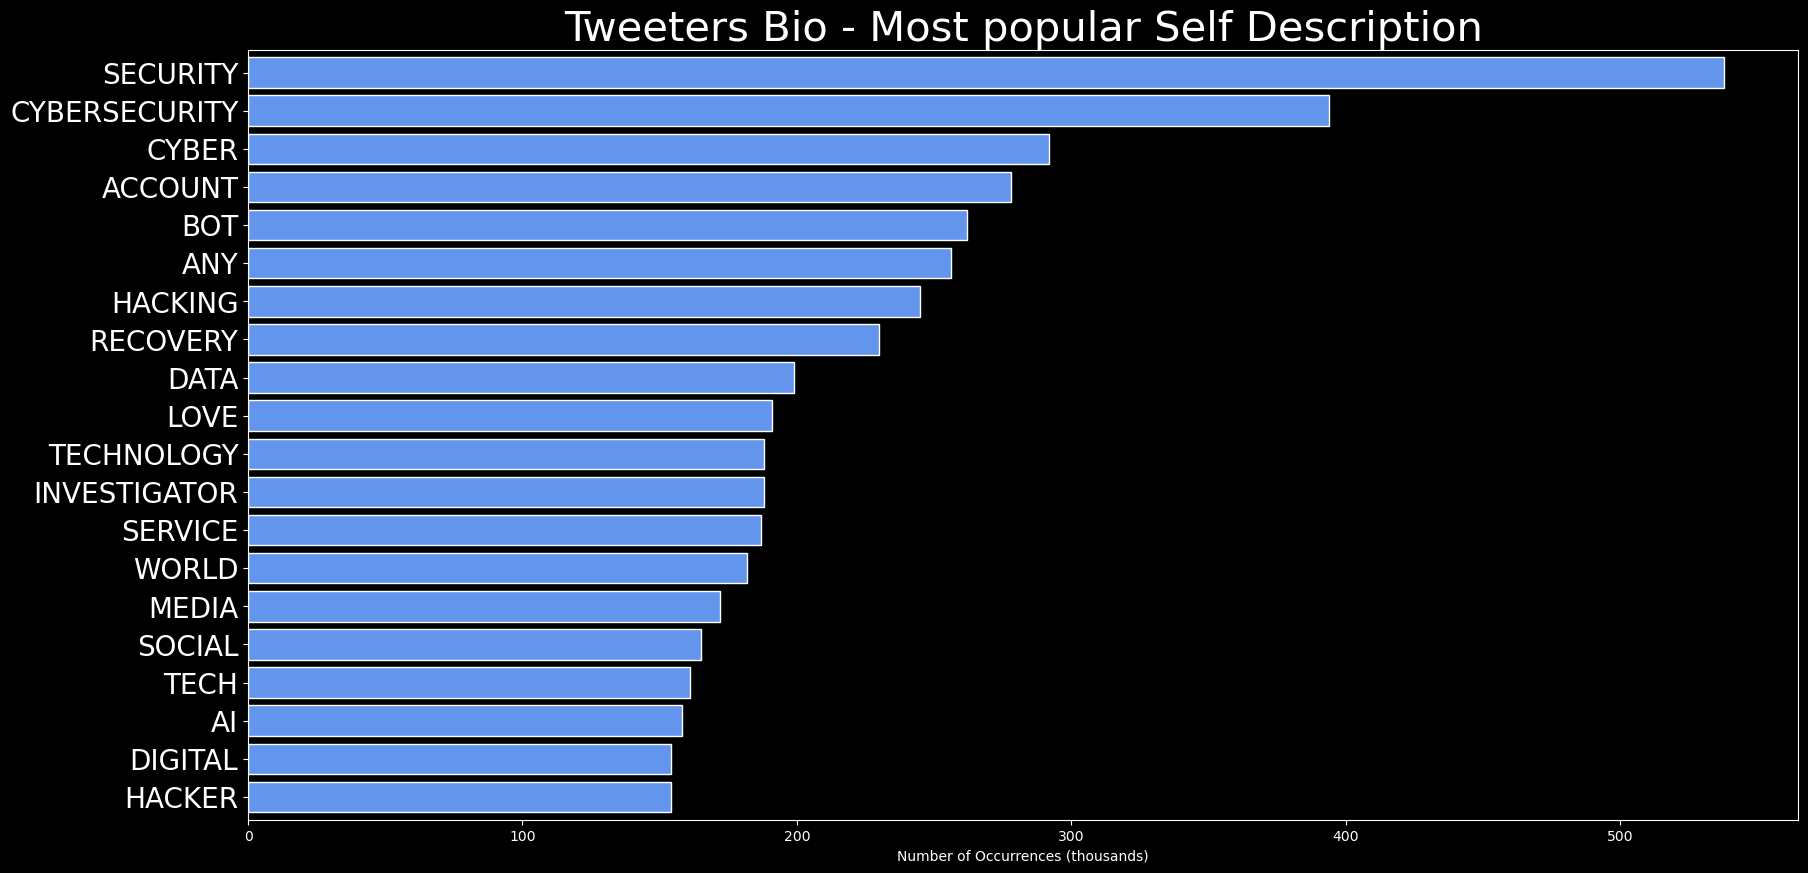 Tweeters Bio - Most popular Self Description
SECURITY
CYBERSECURITY
CYBER
ACCOUNT
BOT
ANY
HACKING
RECOVERY
DATA
LOVE
TECHNOLOGY
INVESTIGATOR
SERVICE
WORLD
MEDIA
SOCIAL
TECH
AI
DIGITAL
HACKER
0 100 200 300 400 500
Number of Occurrences (thousands)